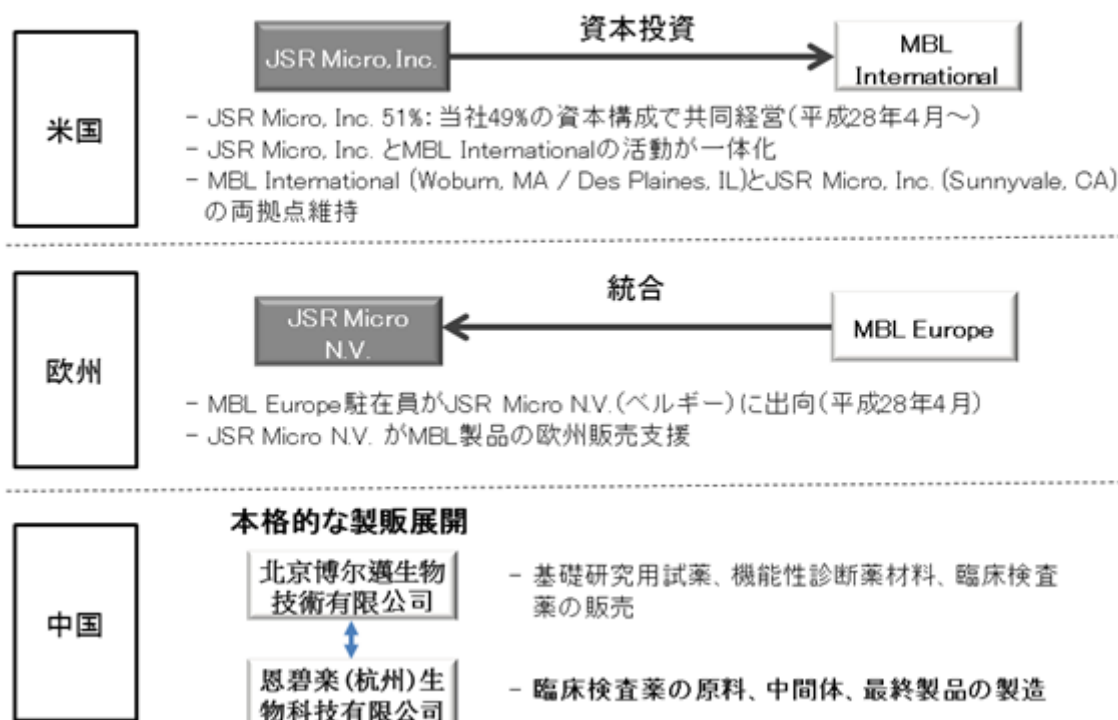 資本投資
JSR Micro, Inc.
MBL
International
米国
- JSR Micro, Inc. 51%：当社49%の資本構成で共同経営（平成28年4月～）
- JSR Micro, Inc. とMBL Internationalの活動が一体化
- MBL International (Woburn, MA / Des Plaines, IL)とJSR Micro, Inc. (Sunnyvale, CA)
の両拠点維持
統合
JSR Micro
N.V.
MBL Europe
欧州
- MBL Europe駐在員がJSR Micro N.V.（ベルギー）に出向（平成28年4月）
- JSR Micro N.V. がMBL製品の欧州販売支援
本格的な製販展開
中国
北京博尔邁生物
技術有限公司
- 基礎研究用試薬、機能性診断薬材料、臨床検査
薬の販売
恩碧楽（杭州）生
物科技有限公司
- 臨床検査薬の原料、中間体、最終製品の製造